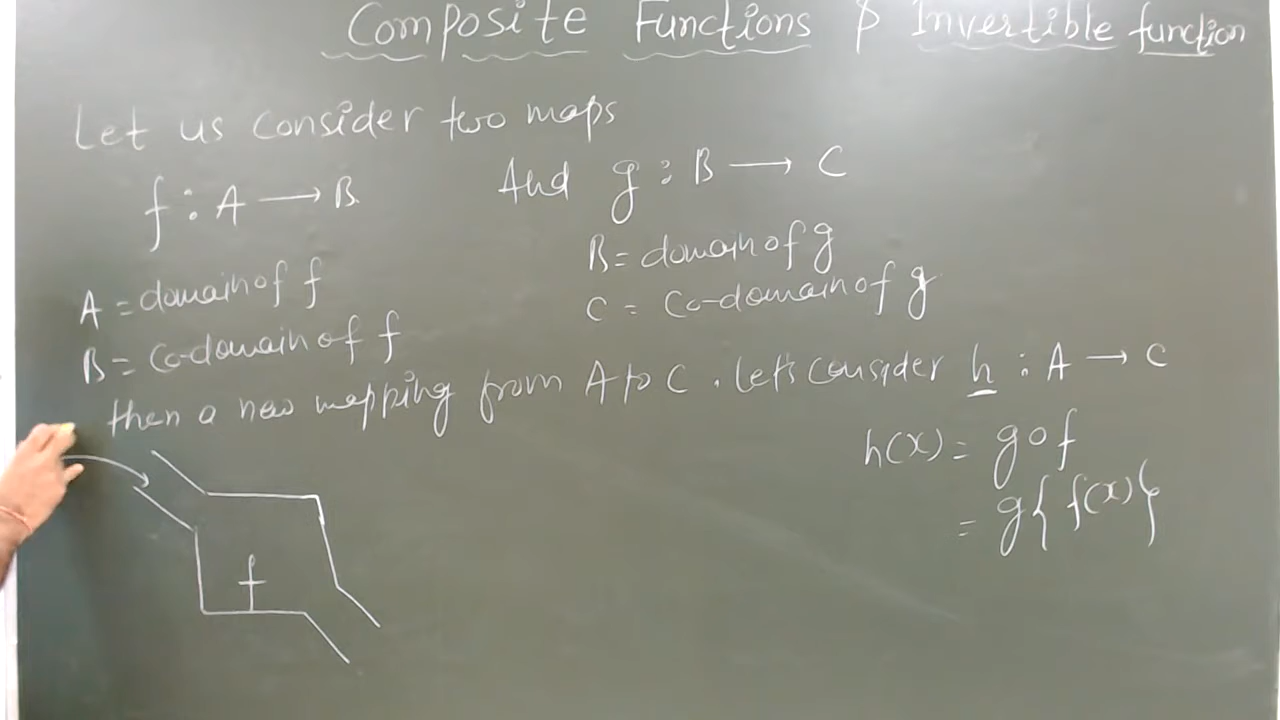 Composite Functions & Invertible function
Let us consider two maps
f : A → B And g : B → C
A = domain of f
B = Co-domain of f
B = domain of g
C = Co-domain of g
then a new mapping from A to C. Let's consider h : A → C
h(x) = gof
= g{f(x)}
f